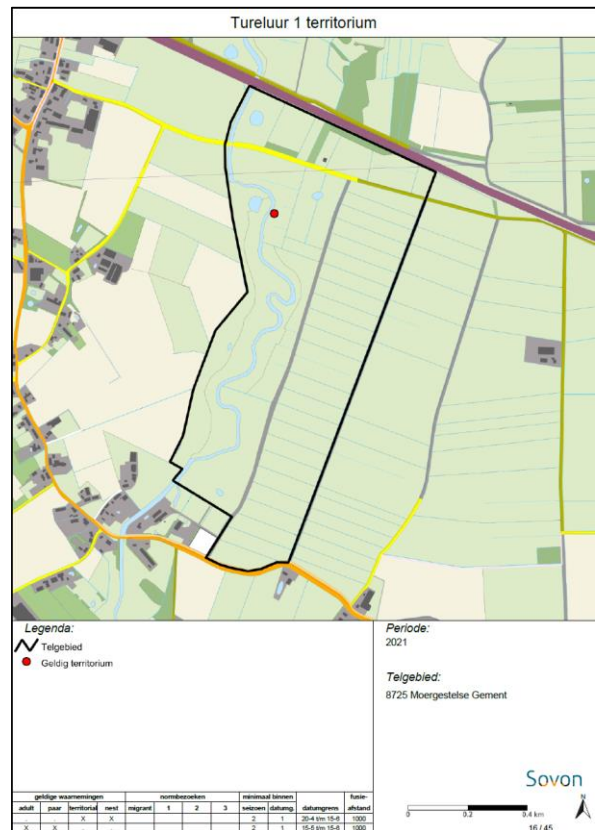 Tureluur 1 territorium
Legenda:
Telgebied
Geldig territorium
Periode:
2021
Telgebied:
8725 Moergestelse Gement
Sovon
0 0.2 0.4 km
N
16 / 45
geldige waarnemingen normbezoeken minimaal binnen fusie-
adult paar territorial nest migrant 1 2 3 seizoen datumg. datumgrens afstand
. . X X . . . . 2 1 20-4 t/m 15-6 1000
X X . . . . . . 2 1 15-5 t/m 15-6 1000